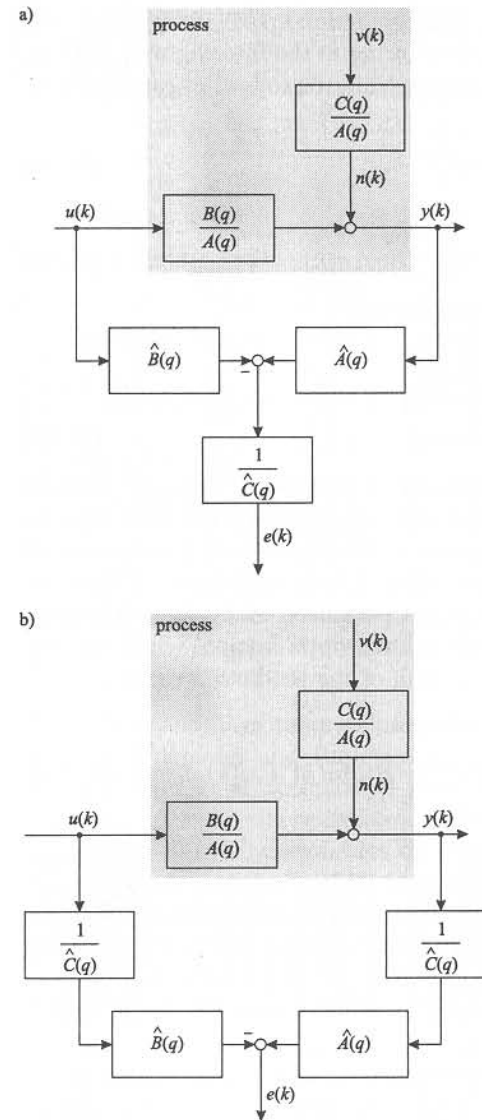 a)
process
v(k)
C(q)
A(q)
n(k)
u(k)
B(q)
A(q)
y(k)
B̂(q)
–
Â(q)
1
Ĉ(q)
e(k)
b)
process
v(k)
C(q)
A(q)
n(k)
u(k)
B(q)
A(q)
y(k)
1
Ĉ(q)
1
Ĉ(q)
B̂(q)
–
Â(q)
e(k)